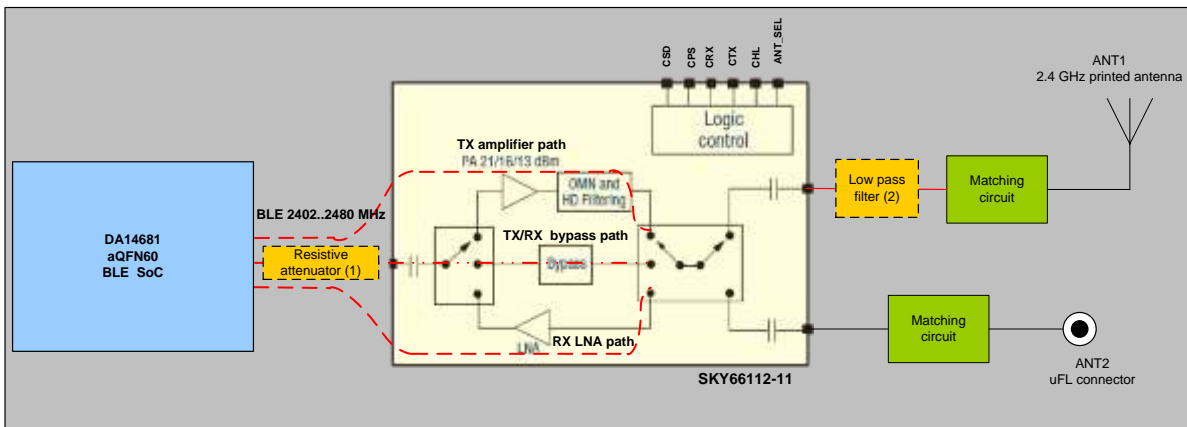 CSD
CPS
CRX
CTX
CHL
ANT_SEL
ANT1
2.4 GHz printed antenna
Logic
control
TX amplifier path
PA 21/16/13 dBm
OMN and
HD Filtering
Low pass
filter (2)
Matching
circuit
BLE 2402..2480 MHz
DA14681
aQFN60
BLE SoC
Resistive
attenuator (1)
TX/RX bypass path
Bypass
RX LNA path
LNA
Matching
circuit
SKY66112-11
ANT2
uFL connector